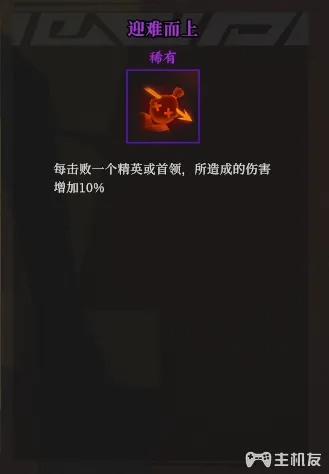 迎难而上
稀有
每击败一个精英或首领，所造成的伤害
增加10%
主机友